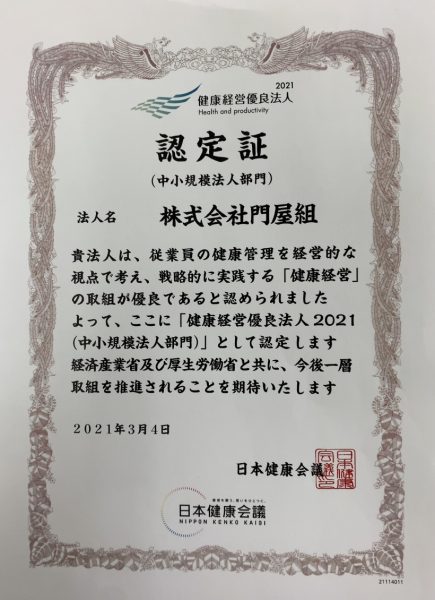 2021
健康経営優良法人
Health and productivity
認定証
(中小規模法人部門)
法人名 株式会社門屋組
貴法人は、従業員の健康管理を経営的な
視点で考え、戦略的に実践する「健康経営」
の取組が優良であると認められました
よって、ここに「健康経営優良法人2021
(中小規模法人部門)」として認定します
経済産業省及び厚生労働省と共に、今後一層
取組を推進されることを期待いたします
2021年3月4日
日本健康会議
日本健康会議
NIPPON KENKO KAIGI
21114011